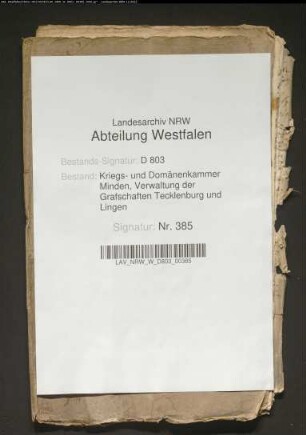 Landesarchiv NRW
Abteilung Westfalen
Bestands-Signatur: D 803
Bestand: Kriegs- und Domänenkammer
Minden, Verwaltung der
Grafschaften Tecklenburg und
Lingen
Signatur: Nr. 385
LAV_NRW_W_D803_00385